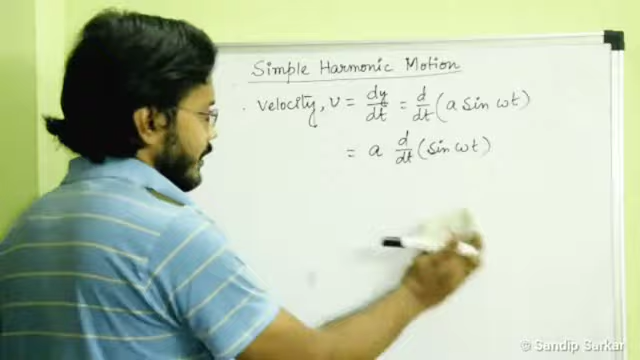 Simple Harmonic Motion
. Velocity, v = dy/dt = d/dt (a sin ωt)
= a d/dt (sin ωt)
© Sandip Sarkar